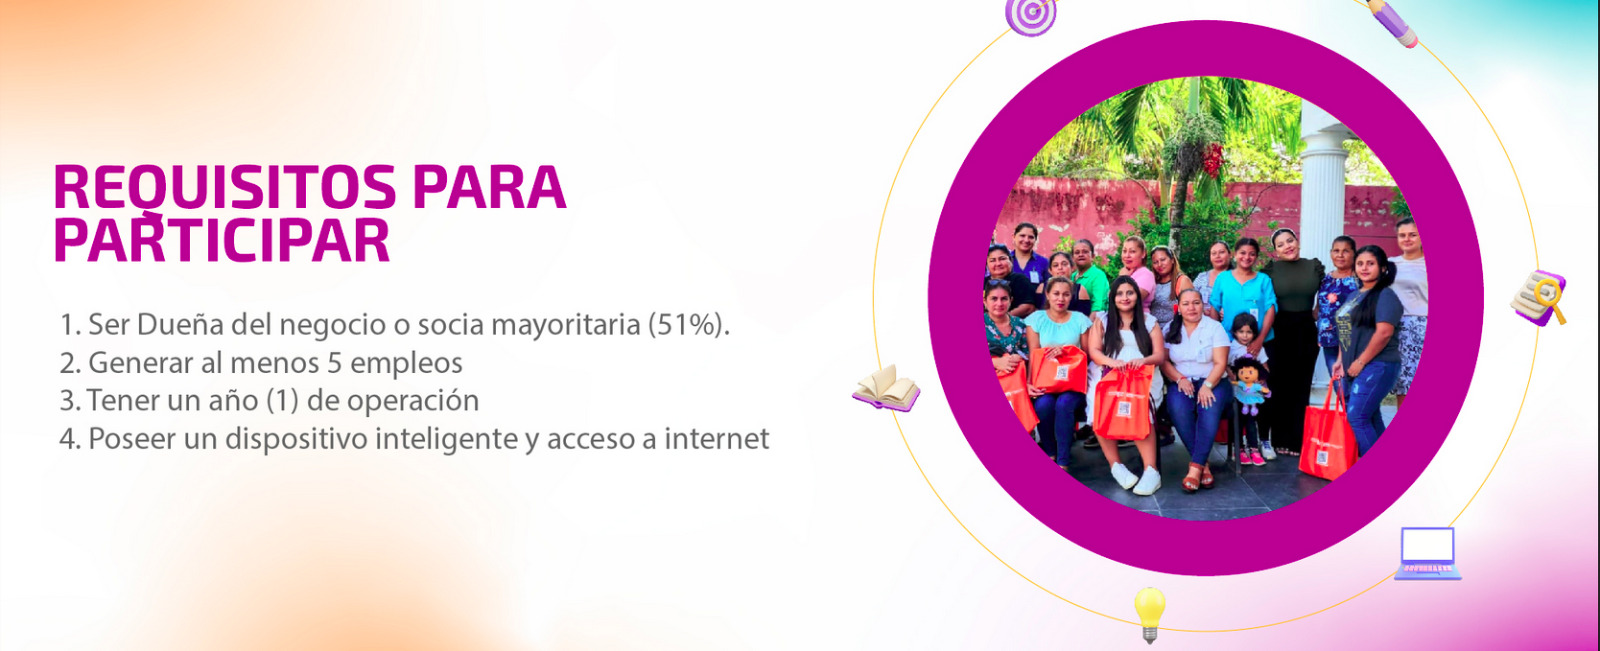 REQUISITOS PARA
PARTICIPAR
1. Ser Dueña del negocio o socia mayoritaria (51%).
2. Generar al menos 5 empleos
3. Tener un año (1) de operación
4. Poseer un dispositivo inteligente y acceso a internet